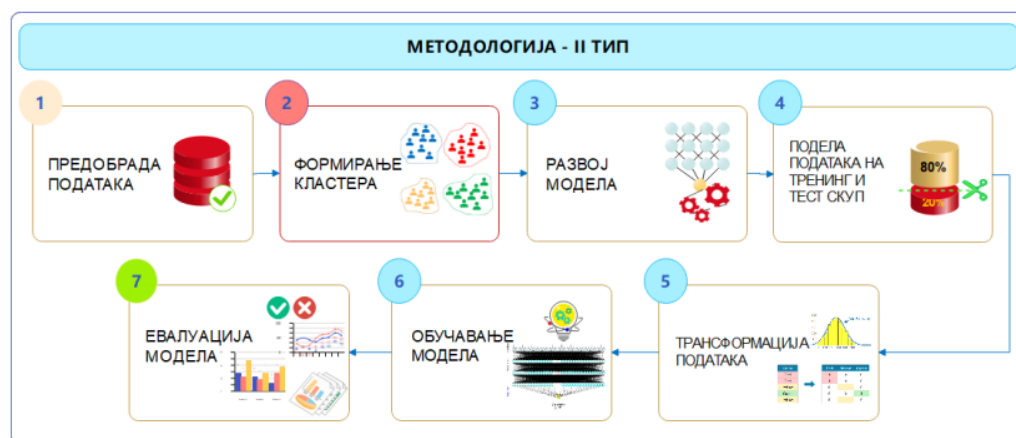 МЕТОДОЛОГИЈА - II ТИП
1
ПРЕДОБРАДА
ПОДАТАКА
2
ФОРМИРАЊЕ
КЛАСТЕРА
3
РАЗВОЈ
МОДЕЛА
4
ПОДЕЛА
ПОДАТАКА НА
ТРЕНИНГ И
ТЕСТ СКУП
80%
20%
7
ЕВАЛУАЦИЈА
МОДЕЛА
6
ОБУЧАВАЊЕ
МОДЕЛА
5
ТРАНСФОРМАЦИЈА
ПОДАТАКА